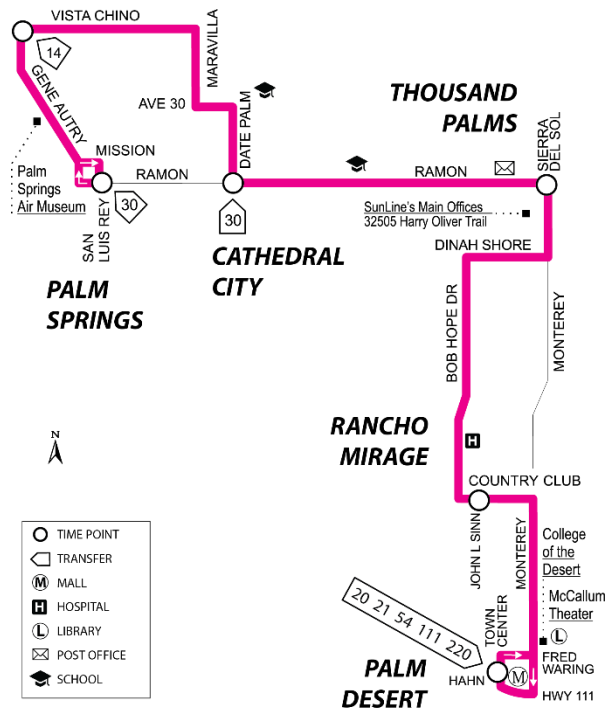 VISTA CHINO
14
GENE AUTRY
MARAVILLA
AVE 30
DATE PALM
THOUSAND
PALMS
MISSION
RAMON
RAMON
SIERRA
DEL SOL
Palm
Springs
Air Museum
30
30
SAN
LUIS REY
SunLine's Main Offices
32505 Harry Oliver Trail
DINAH SHORE
CATHEDRAL
CITY
PALM
SPRINGS
BOB HOPE DR
MONTEREY
RANCHO
MIRAGE
N
H
COUNTRY CLUB
JOHN L SINN
MONTEREY
College
of the
Desert
McCallum
Theater
L
TIME POINT
TRANSFER
M MALL
H HOSPITAL
L LIBRARY
POST OFFICE
SCHOOL
20 21 54 111 220
TOWN
CENTER
FRED
WARING
HAHN
M
HWY 111
PALM
DESERT